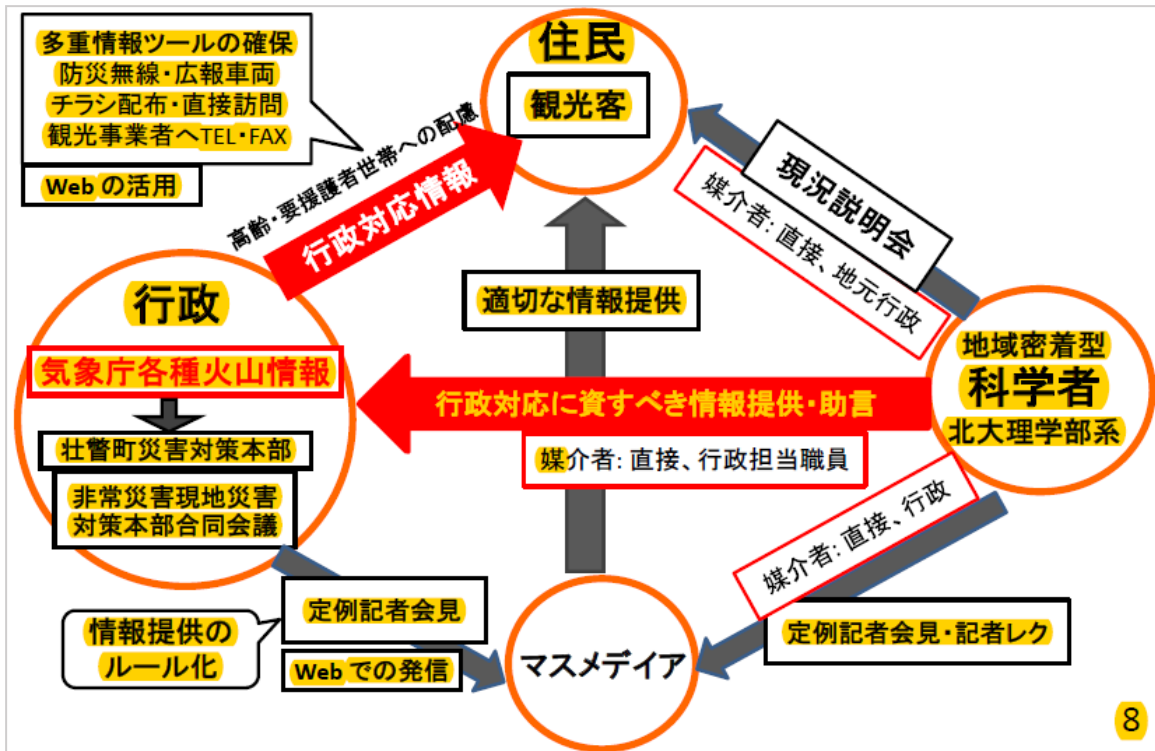 多重情報ツールの確保
防災無線・広報車両
チラシ配布・直接訪問
観光事業者へTEL・FAX
Web の活用
住民
観光客
高齢・要援護者世帯への配慮
行政対応情報
現況説明会
媒介者: 直接、地元行政
適切な情報提供
行政
気象庁各種火山情報
壮瞥町災害対策本部
非常災害現地災害
対策本部合同会議
行政対応に資すべき情報提供・助言
媒介者: 直接、行政担当職員
地域密着型
科学者
北大理学部系
媒介者: 直接、行政
定例記者会見・記者レク
情報提供の
ルール化
定例記者会見
Web での発信
マスメデイア
8